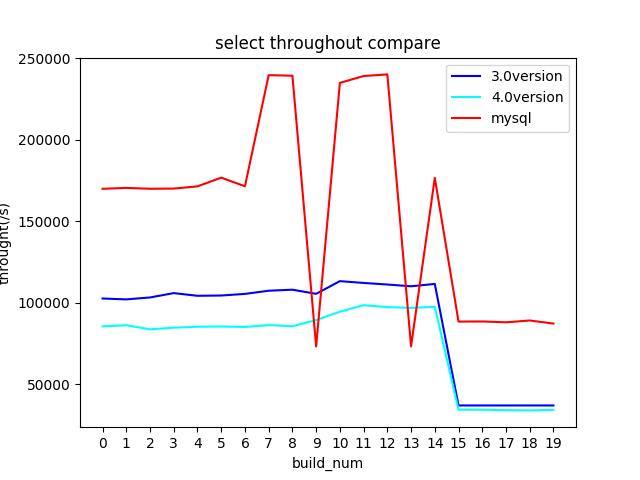 select throughout compare
3.0version
4.0version
mysql
250000
200000
150000
100000
50000
throught(/s)
0 1 2 3 4 5 6 7 8 9 10 11 12 13 14 15 16 17 18 19
build_num